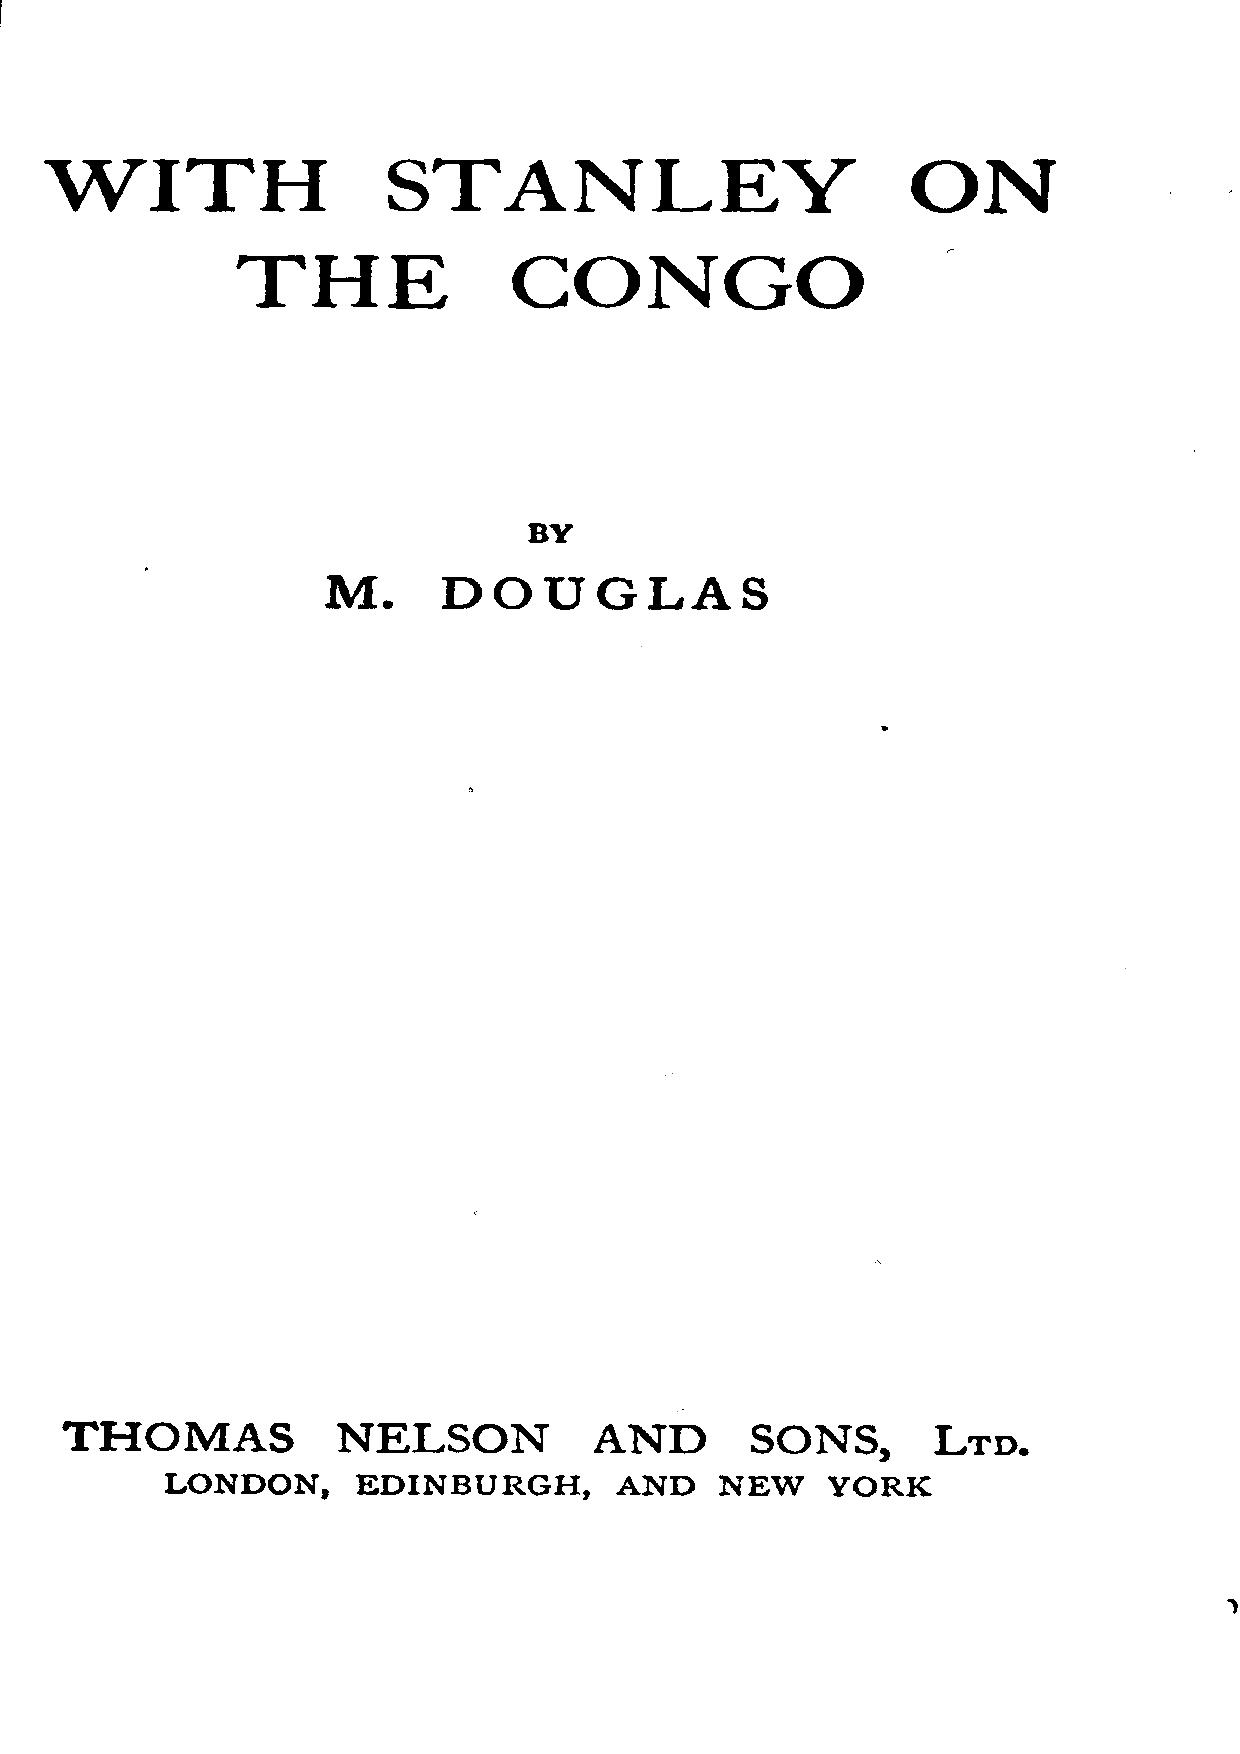 WITH STANLEY ON
THE CONGO
BY
M. DOUGLAS
THOMAS NELSON AND SONS, LTD.
LONDON, EDINBURGH, AND NEW YORK